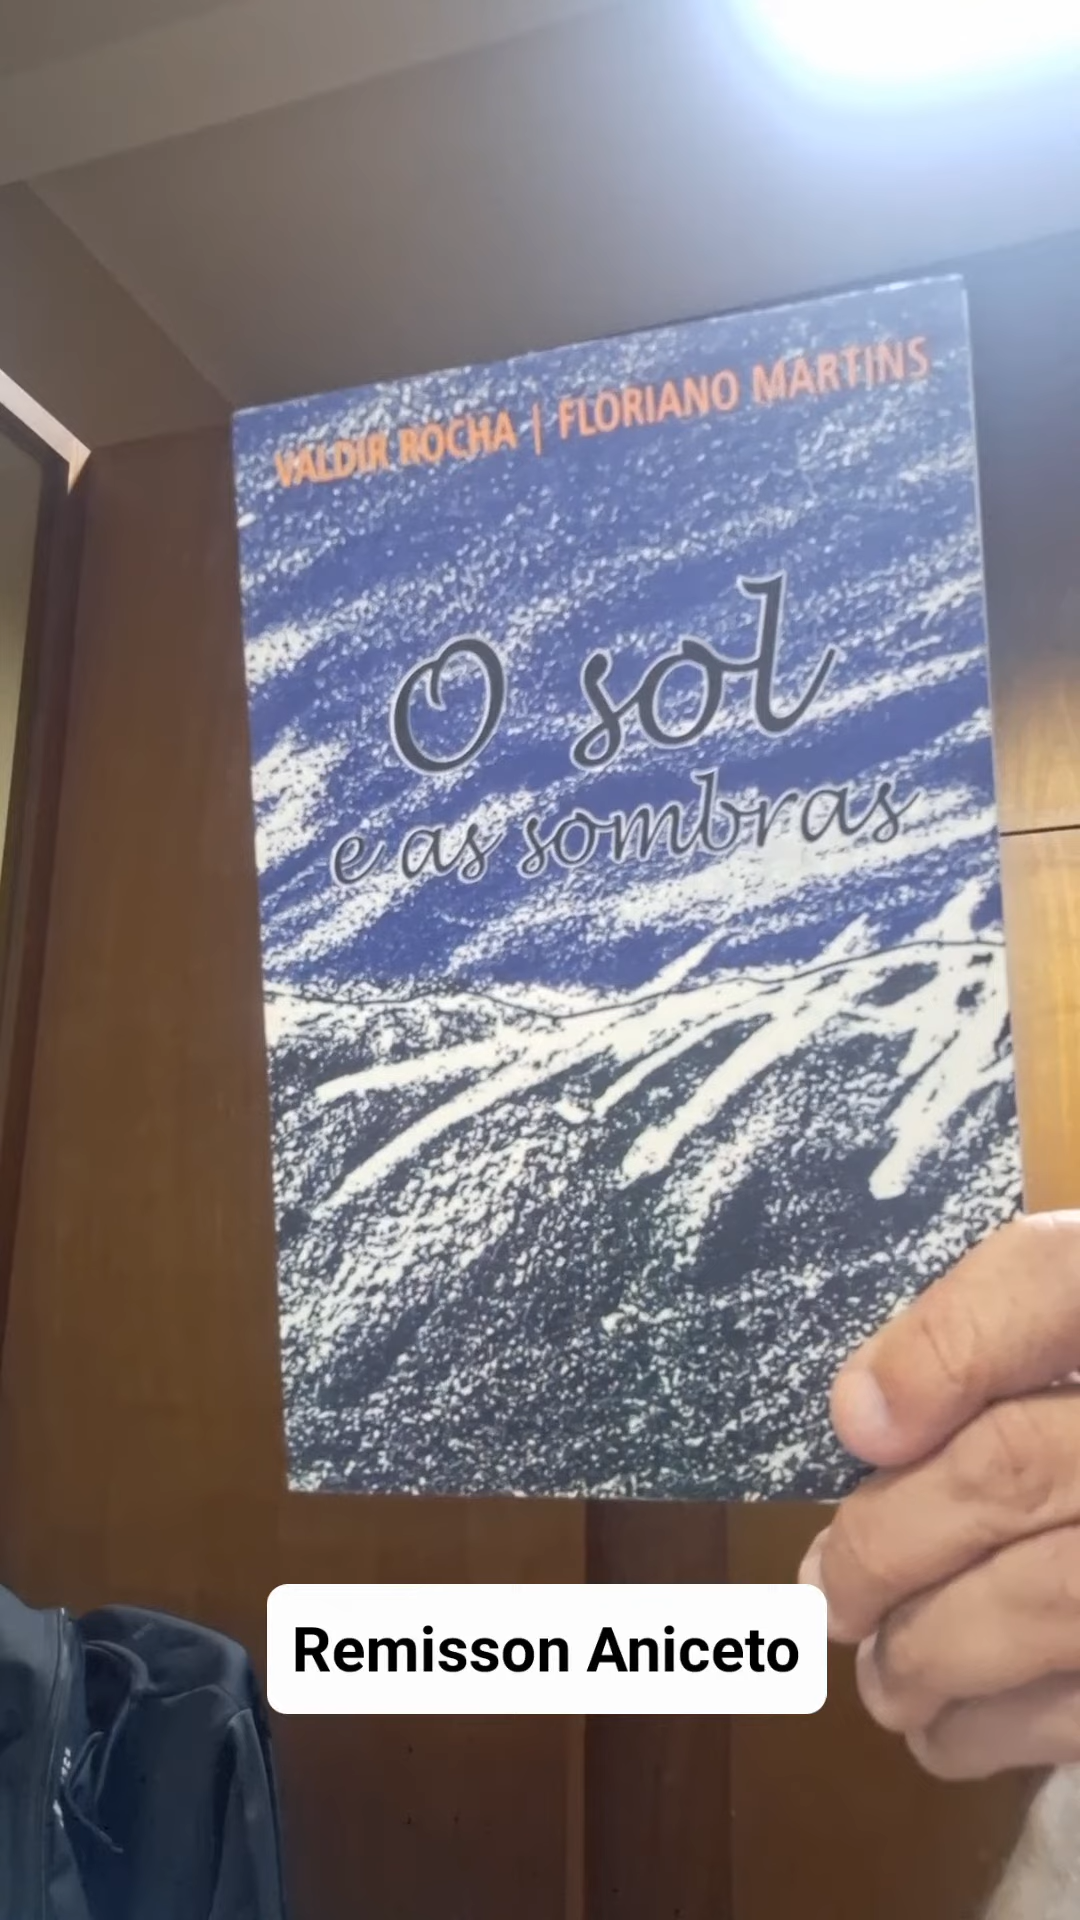 VALDIR ROCHA | FLORIANO MARTINS
O sol
e as sombras
Remisson Aniceto